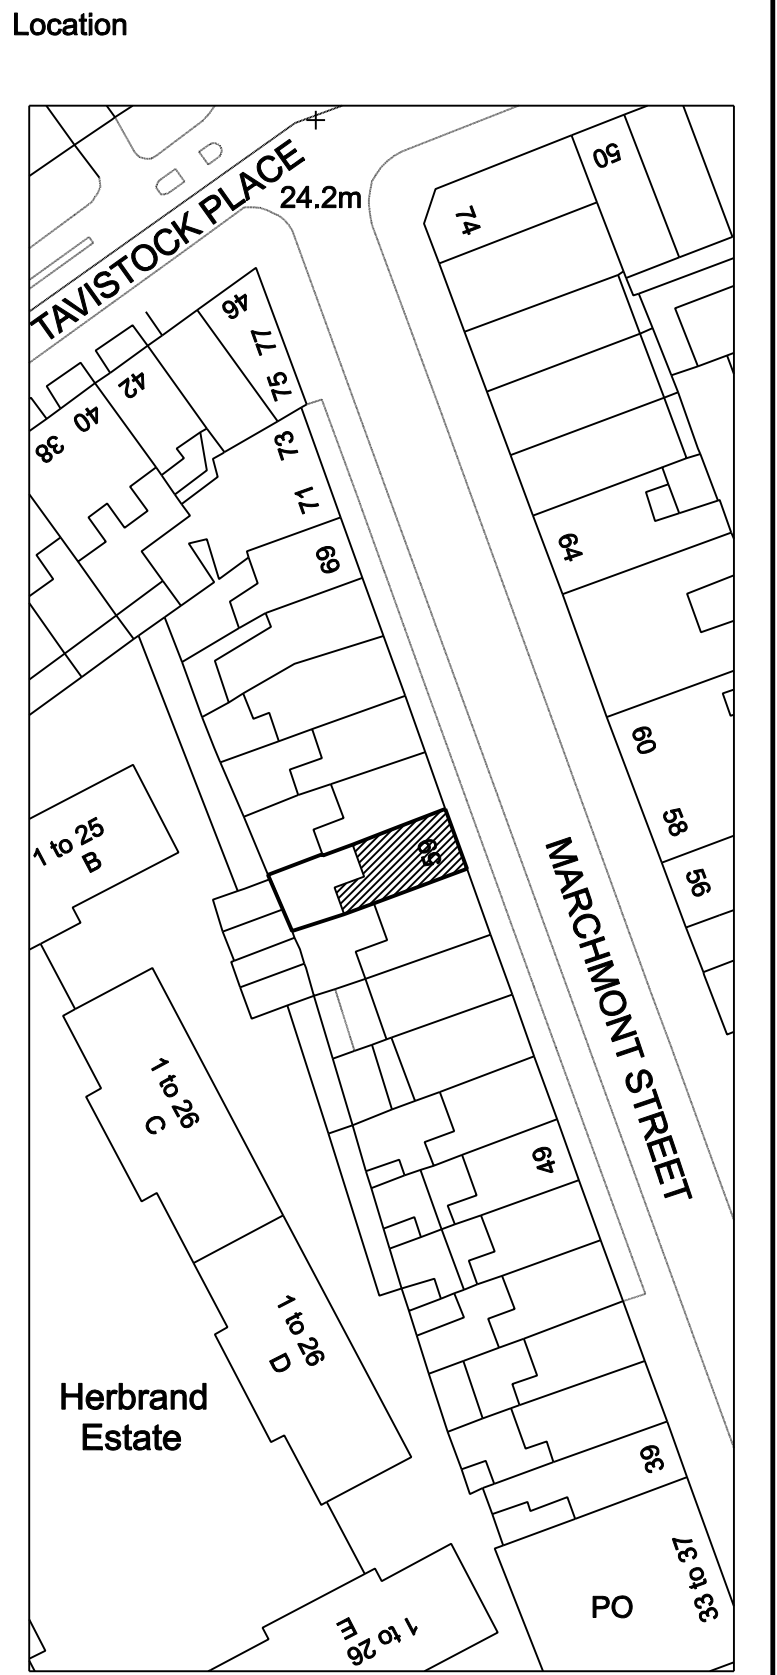 Location
TAVISTOCK PLACE
24.2m
50
74
46
77
75
42
40
38
73
71
69
64
60
58
56
1 to 25
B
59
MARCHMONT STREET
1 to 26
C
49
1 to 26
D
Herbrand
Estate
39
33 to 37
PO
1 to 26
E